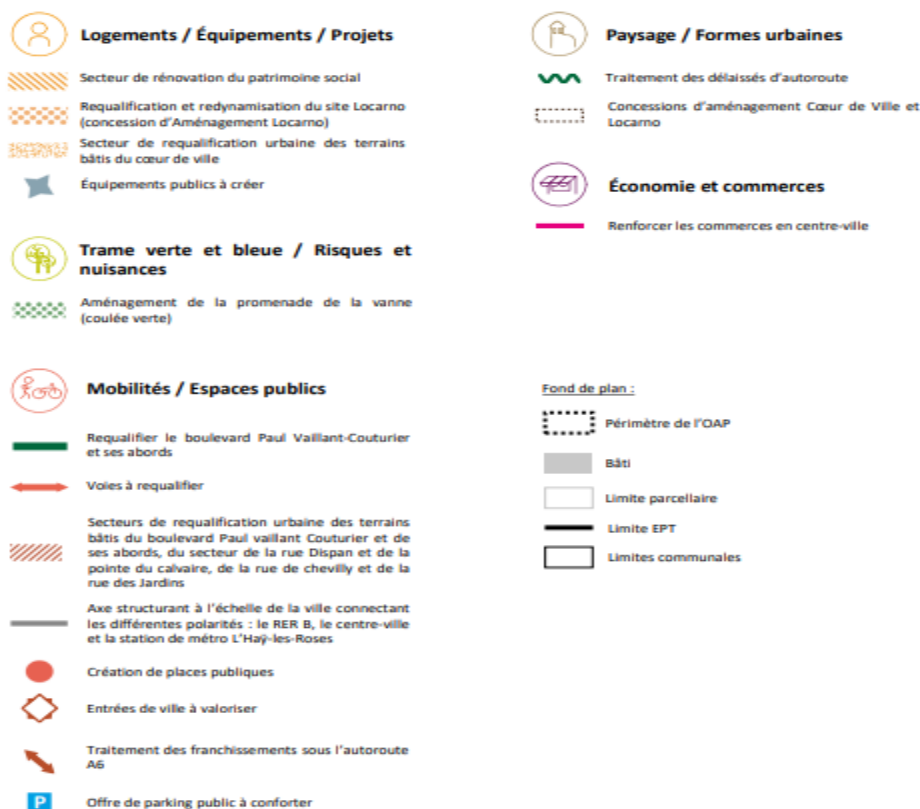 Logements / Équipements / Projets
Secteur de rénovation du patrimoine social
Requalification et redynamisation du site Locarno
(concession d'Aménagement Locarno)
Secteur de requalification urbaine des terrains
bâtis du cœur de ville
Équipements publics à créer
Trame verte et bleue / Risques et
nuisances
Aménagement de la promenade de la vanne
(coulée verte)
Mobilités / Espaces publics
Requalifier le boulevard Paul Vaillant-Couturier
et ses abords
Voies à requalifier
Secteurs de requalification urbaine des terrains
bâtis du boulevard Paul vaillant Couturier et de
ses abords, du secteur de la rue Dispan et de la
pointe du calvaire, de la rue de chevilly et de la
rue des Jardins
Axe structurant à l'échelle de la ville connectant
les différentes polarités : le RER B, le centre-ville
et la station de métro L'Haÿ-les-Roses
Création de places publiques
Entrées de ville à valoriser
Traitement des franchissements sous l'autoroute
A6
P
Offre de parking public à conforter
Paysage / Formes urbaines
Traitement des délaissés d'autoroute
Concessions d'aménagement Cœur de Ville et
Locarno
Économie et commerces
Renforcer les commerces en centre-ville
Fond de plan :
Périmètre de l'OAP
Bâti
Limite parcellaire
Limite EPT
Limites communales